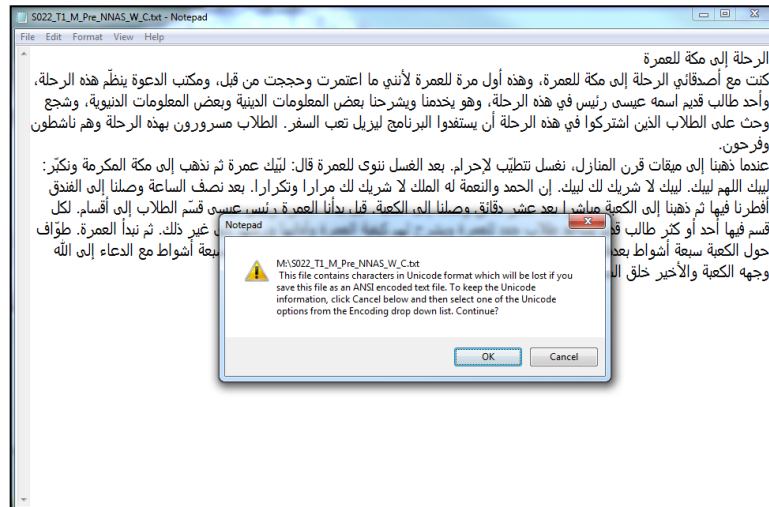 S022_T1_M_Pre_NNAS_W_C.txt - Notepad
File Edit Format View Help
الرحلة إلى مكة للعمرة
كنت مع أصدقائي الرحلة إلى مكة للعمرة، وهذه أول مرة للعمرة لأنني ما اعتمرت وحججت من قبل، ومكتب الدعوة ينظّم هذه الرحلة،
وأحد طالب قديم اسمه عيسى رئيس في هذه الرحلة، وهو يخدمنا ويشرحنا بعض المعلومات الدينية وبعض المعلومات الدنيوية، وشجع
وحث على الطلاب الذين اشتركوا في هذه الرحلة أن يستفدوا البرنامج ليزيل تعب السفر. الطلاب مسرورون بهذه الرحلة وهم ناشطون
وفرحون.
عندما ذهبنا إلى ميقات قرن المنازل، نغسل نتطيّب لإحرام. بعد الغسل ننوى للعمرة قال: لبّيك عمرة ثم نذهب إلى مكة المكرمة ونكبّر:
لبيك اللهم لبيك. لبيك لا شريك لك لبيك. إن الحمد والنعمة له الملك لا شريك لك مرارا وتكرارا. بعد نصف الساعة وصلنا إلى الفندق
أفطرنا فيها ثم ذهبنا إلى الكعبة مباشرا بعد عشر دقائق وصلنا إلى الكعبة. قبل بدأنا العمرة رئيس عيسى قسّم الطلاب إلى أقسام. لكل
قسم فيها أحد أو كثر طالب غير ذلك. ثم نبدأ العمرة. طوّاف
حول الكعبة سبعة أشواط بعد سبعة أشواط مع الدعاء إلى الله
وجهه الكعبة والأخير خلق
Notepad
M:\S022_T1_M_Pre_NNAS_W_C.txt
This file contains characters in Unicode format which will be lost if you
save this file as an ANSI encoded text file. To keep the Unicode
information, click Cancel below and then select one of the Unicode
options from the Encoding drop down list. Continue?
OK Cancel